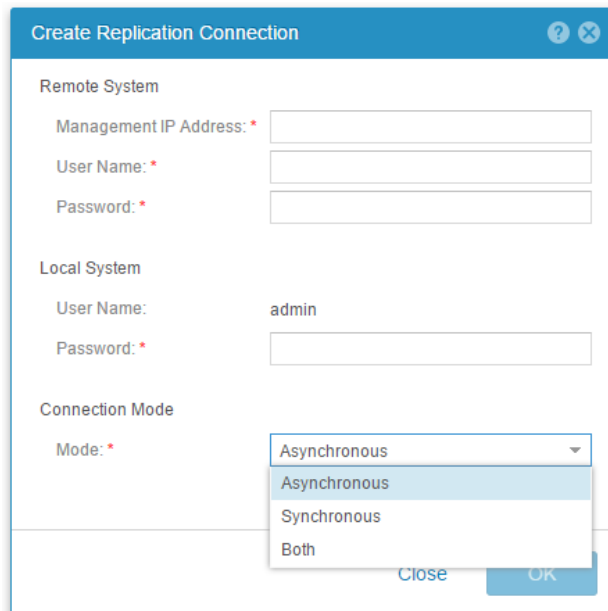 Create Replication Connection
Remote System
Management IP Address: *
User Name: *
Password: *
Local System
User Name: admin
Password: *
Connection Mode
Mode: * Asynchronous
Asynchronous
Synchronous
Both
Close OK